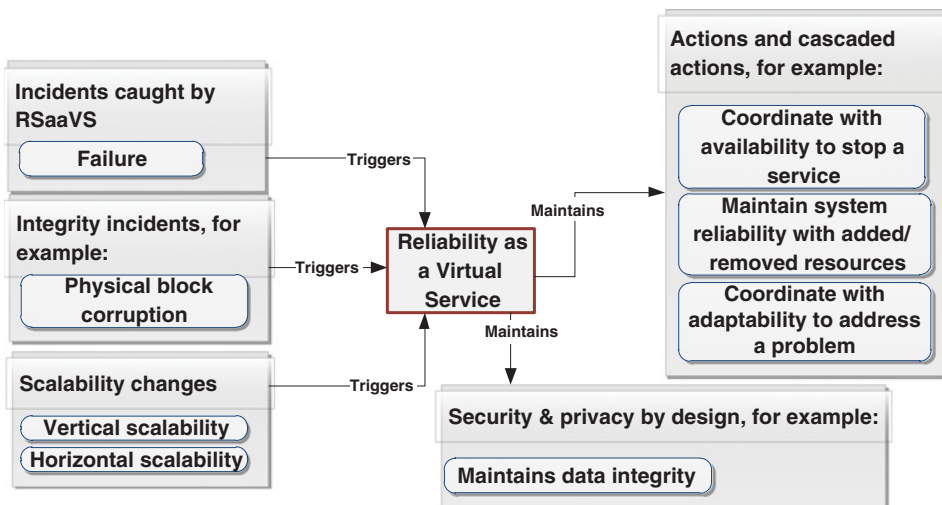 Incidents caught by
RSaaVS
Failure
Integrity incidents, for
example:
Physical block
corruption
Scalability changes
Vertical scalability
Horizontal scalability
Triggers
Triggers
Triggers
Reliability as
a Virtual
Service
Maintains
Maintains
Actions and cascaded
actions, for example:
Coordinate with
availability to stop a
service
Maintain system
reliability with added/
removed resources
Coordinate with
adaptability to address
a problem
Security & privacy by design, for example:
Maintains data integrity